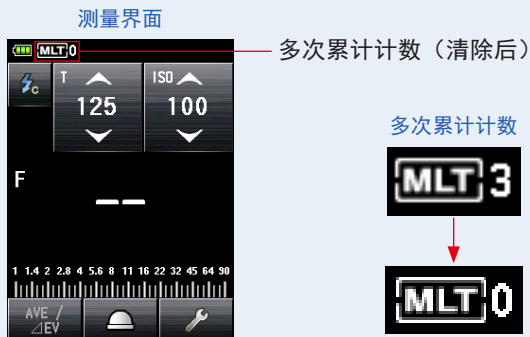 测量界面
MLT 0
多次累计计数（清除后）
C T ISO
125 100
F
1 1.4 2 2.8 4 5.6 8 11 16 22 32 45 64 90
AVE / ⊿EV
多次累计计数
MLT 3
MLT 0